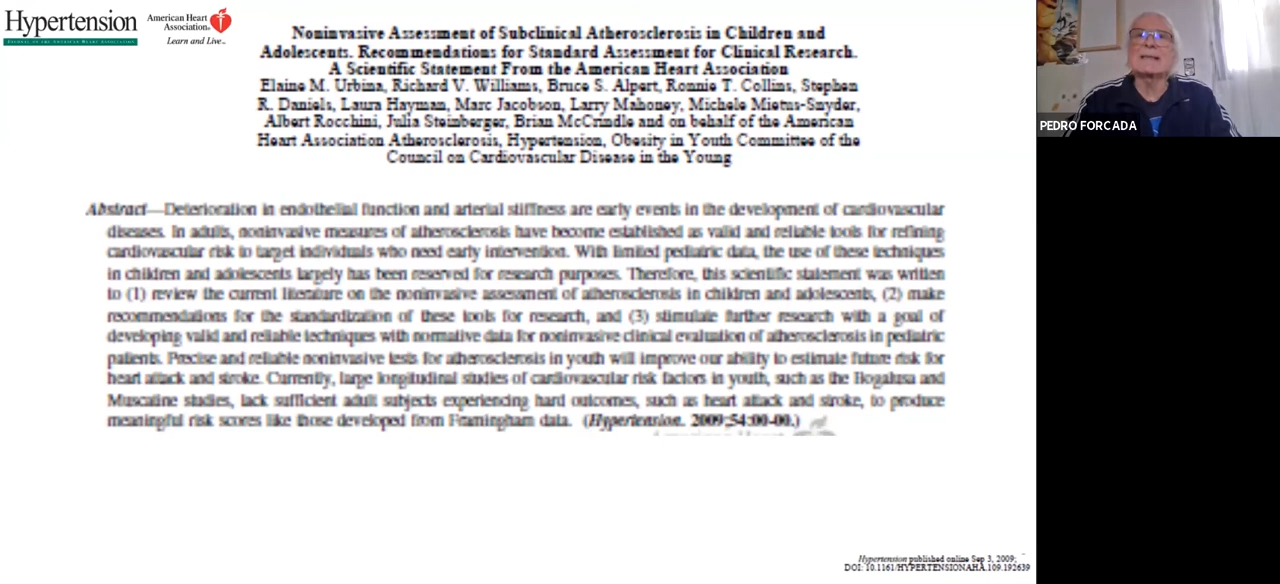 Hypertension
JOURNAL OF THE AMERICAN HEART ASSOCIATION
American Heart
Association®
Learn and Live℠
Noninvasive Assessment of Subclinical Atherosclerosis in Children and
Adolescents. Recommendations for Standard Assessment for Clinical Research.
A Scientific Statement From the American Heart Association
Elaine M. Urbina, Richard V. Williams, Bruce S. Alpert, Ronnie T. Collins, Stephen
R. Daniels, Laura Hayman, Marc Jacobson, Larry Mahoney, Michele Mietus-Snyder,
Albert Rocchini, Julia Steinberger, Brian McCrindle and on behalf of the American
Heart Association Atherosclerosis, Hypertension, Obesity in Youth Committee of the
Council on Cardiovascular Disease in the Young
Abstract—Deterioration in endothelial function and arterial stiffness are early events in the development of cardiovascular
diseases. In adults, noninvasive measures of atherosclerosis have become established as valid and reliable tools for refining
cardiovascular risk to target individuals who need early intervention. With limited pediatric data, the use of these techniques
in children and adolescents largely has been reserved for research purposes. Therefore, this scientific statement was written
to (1) review the current literature on the noninvasive assessment of atherosclerosis in children and adolescents, (2) make
recommendations for the standardization of these tools for research, and (3) stimulate further research with a goal of
developing valid and reliable techniques with normative data for noninvasive clinical evaluation of atherosclerosis in pediatric
patients. Precise and reliable noninvasive tests for atherosclerosis in youth will improve our ability to estimate future risk for
heart attack and stroke. Currently, large longitudinal studies of cardiovascular risk factors in youth, such as the Bogalusa and
Muscatine studies, lack sufficient adult subjects experiencing hard outcomes, such as heart attack and stroke, to produce
meaningful risk scores like those developed from Framingham data. (Hypertension. 2009;54:00-00.)
Hypertension published online Sep 3, 2009;
DOI: 10.1161/HYPERTENSIONAHA.109.192639
PEDRO FORCADA